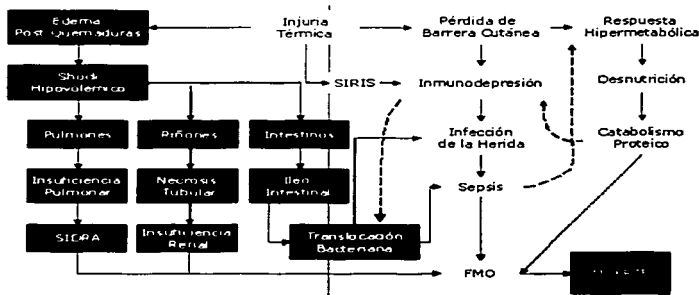 Edema
Post Quemaduras
Injuria
Térmica
Pérdida de
Barrera Cutánea
Respuesta
Hipermetabólica
Shock
Hipovolémico
SIRIS
Inmunodepresión
Desnutrición
Pulmones
Riñones
Intestinos
Infección
de la Herida
Catabolismo
Proteico
Insuficiencia
Pulmonar
Necrosis
Tubular
Ileo
Intestinal
Sepsis
SIDRA
Insuficiencia
Renal
Translocación
Bacteriana
FMO